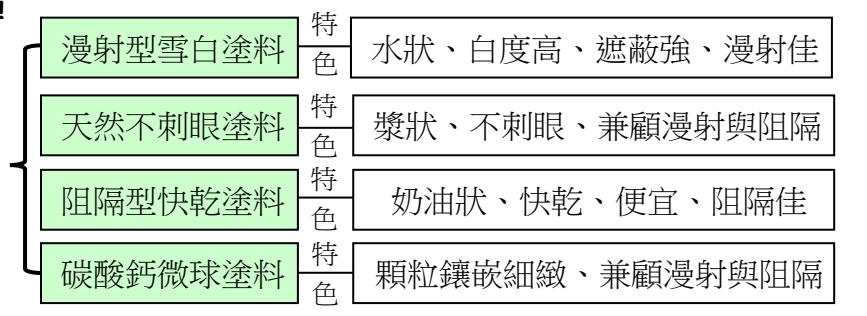 !
漫射型雪白塗料 特色 水狀、白度高、遮蔽強、漫射佳
天然不刺眼塗料 特色 漿狀、不刺眼、兼顧漫射與阻隔
阻隔型快乾塗料 特色 奶油狀、快乾、便宜、阻隔佳
碳酸鈣微球塗料 特色 顆粒鑲嵌細緻、兼顧漫射與阻隔